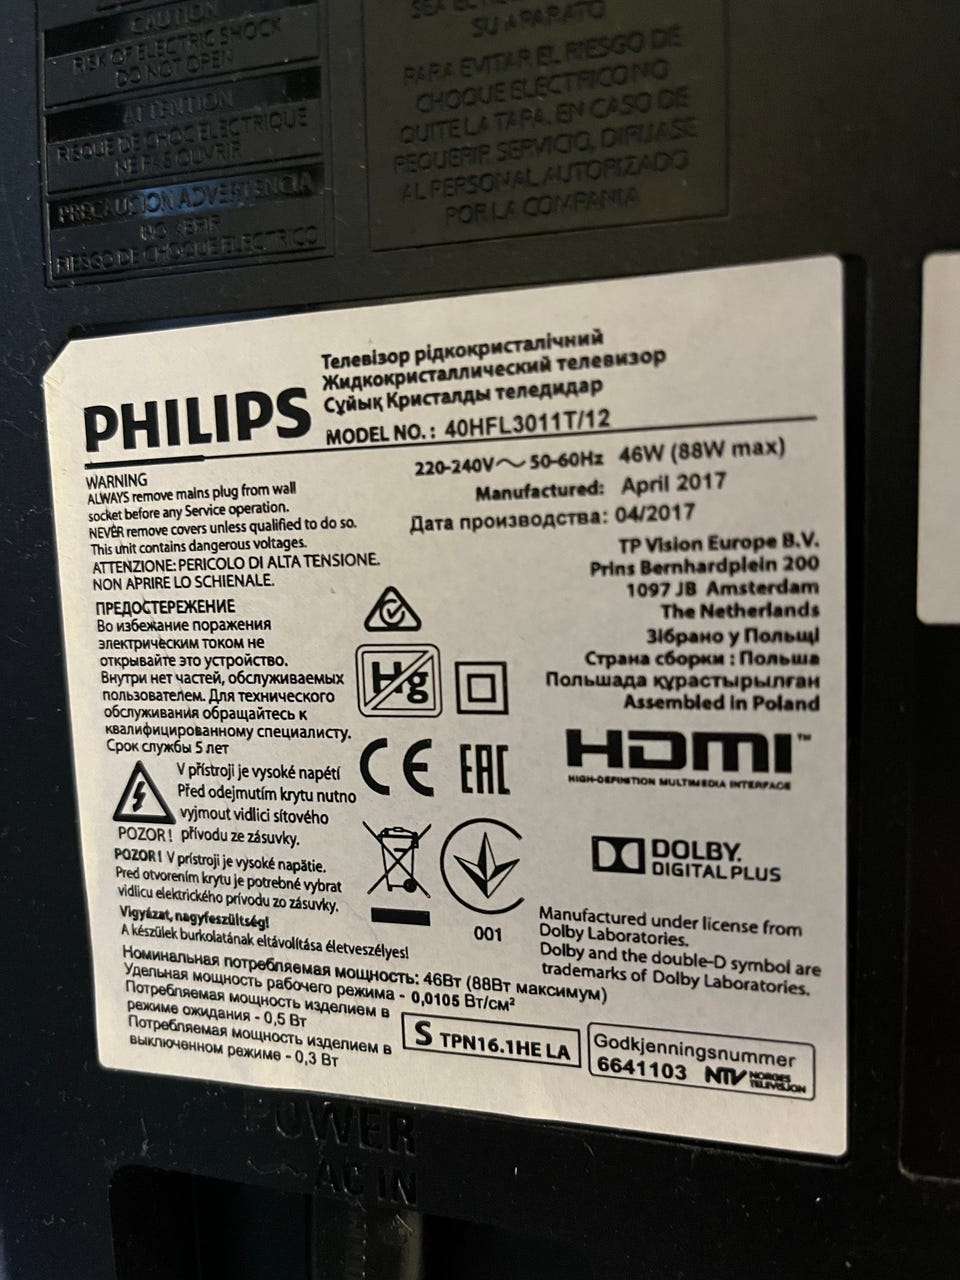 CAUTION
RISK OF ELECTRIC SHOCK
DO NOT OPEN
ATTENTION
RISQUE DE CHOC ELECTRIQUE
NE PAS OUVRIR
PRECAUCION ADVERTENCIA
NO ABRIR
RIESGO DE CHOQUE ELECTRICO
SU APARATO
PARA EVITAR EL RIESGO DE
CHOQUE ELECTRICO NO
QUITE LA TAPA. EN CASO DE
REQUERIR SERVICIO, DIRIJASE
AL PERSONAL AUTORIZADO
POR LA COMPANIA
PHILIPS
Телевізор рідкокристалічний
Жидкокристаллический телевизор
Сұйық Кристалды теледидар
MODEL NO.: 40HFL3011T/12
220-240V～ 50-60Hz 46W (88W max)
Manufactured: April 2017
Дата производства: 04/2017
WARNING
ALWAYS remove mains plug from wall
socket before any Service operation.
NEVER remove covers unless qualified to do so.
This unit contains dangerous voltages.
ATTENZIONE: PERICOLO DI ALTA TENSIONE.
NON APRIRE LO SCHIENALE.
ПРЕДОСТЕРЕЖЕНИЕ
Во избежание поражения
электрическим током не
открывайте это устройство.
Внутри нет частей, обслуживаемых
пользователем. Для технического
обслуживания обращайтесь к
квалифицированному специалисту.
Срок службы 5 лет
TP Vision Europe B.V.
Prins Bernhardplein 200
1097 JB Amsterdam
The Netherlands
Зібрано у Польщі
Страна сборки : Польша
Польшада құрастырылған
Assembled in Poland
Hg
CE EAC
HDMI™
HIGH-DEFINITION MULTIMEDIA INTERFACE
V přístroji je vysoké napětí
Před odejmutím krytu nutno
vyjmout vidlici síťového
POZOR! přívodu ze zásuvky.
POZOR! V prístroji je vysoké napätie.
Pred otvorením krytu je potrebné vybrat
vidlicu elektrického prívodu zo zásuvky.
Vigyázat, nagyfeszültség!
A készülek burkolatának eltávolítása életveszélyes!
001
DOLBY.
DIGITAL PLUS
Manufactured under license from
Dolby Laboratories.
Dolby and the double-D symbol are
trademarks of Dolby Laboratories.
Номинальная потребляемая мощность: 46Вт (88Вт максимум)
Удельная мощность рабочего режима - 0,0105 Вт/см²
Потребляемая мощность изделием в
режиме ожидания - 0,5 Вт
Потребляемая мощность изделием в
выключенном режиме - 0,3 Вт
S TPN16.1HE LA
Godkjenningsnummer
6641103 NTV NORGES
TELEVISJON
POWER
AC IN